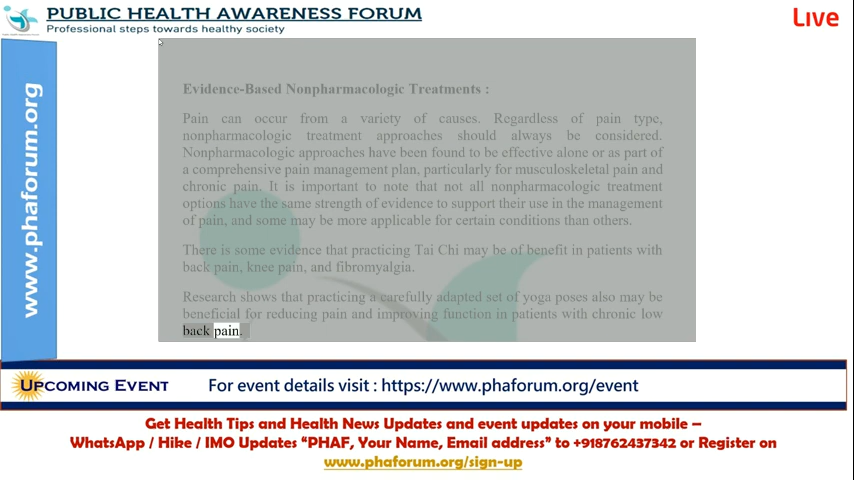 PUBLIC HEALTH AWARENESS FORUM
Professional steps towards healthy society
Live
www.phaforum.org
Evidence-Based Nonpharmacologic Treatments :
Pain can occur from a variety of causes. Regardless of pain type,
nonpharmacologic treatment approaches should always be considered.
Nonpharmacologic approaches have been found to be effective alone or as part of
a comprehensive pain management plan, particularly for musculoskeletal pain and
chronic pain. It is important to note that not all nonpharmacologic treatment
options have the same strength of evidence to support their use in the management
of pain, and some may be more applicable for certain conditions than others.
There is some evidence that practicing Tai Chi may be of benefit in patients with
back pain, knee pain, and fibromyalgia.
Research shows that practicing a carefully adapted set of yoga poses also may be
beneficial for reducing pain and improving function in patients with chronic low
back pain.
UPCOMING EVENT
For event details visit : https://www.phaforum.org/event
Get Health Tips and Health News Updates and event updates on your mobile –
WhatsApp / Hike / IMO Updates “PHAF, Your Name, Email address” to +918762437342 or Register on
www.phaforum.org/sign-up